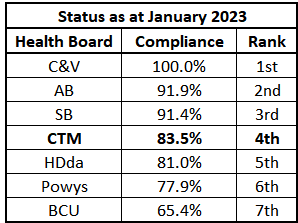 Status as at January 2023
Health Board Compliance Rank
C&V 100.0% 1st
AB 91.9% 2nd
SB 91.4% 3rd
CTM 83.5% 4th
HDda 81.0% 5th
Powys 77.9% 6th
BCU 65.4% 7th